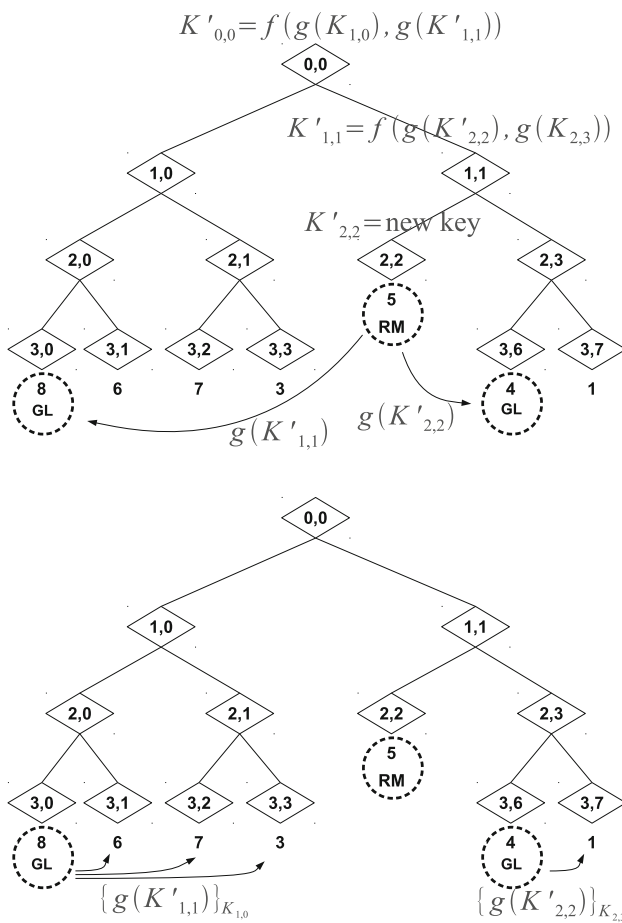 K'0,0=f(g(K1,0), g(K'1,1))
0,0
K'1,1=f(g(K'2,2), g(K2,3))
1,0 1,1
K'2,2=new key
2,0 2,1 2,2 2,3
5
RM
3,0 3,1 3,2 3,3 3,6 3,7
8 6 7 3 4 1
GL GL
g(K'1,1) g(K'2,2)
0,0
1,0 1,1
2,0 2,1 2,2 2,3
5
RM
3,0 3,1 3,2 3,3 3,6 3,7
8 6 7 3 4 1
GL GL
{g(K'1,1)}K1,0 {g(K'2,2)}K2,